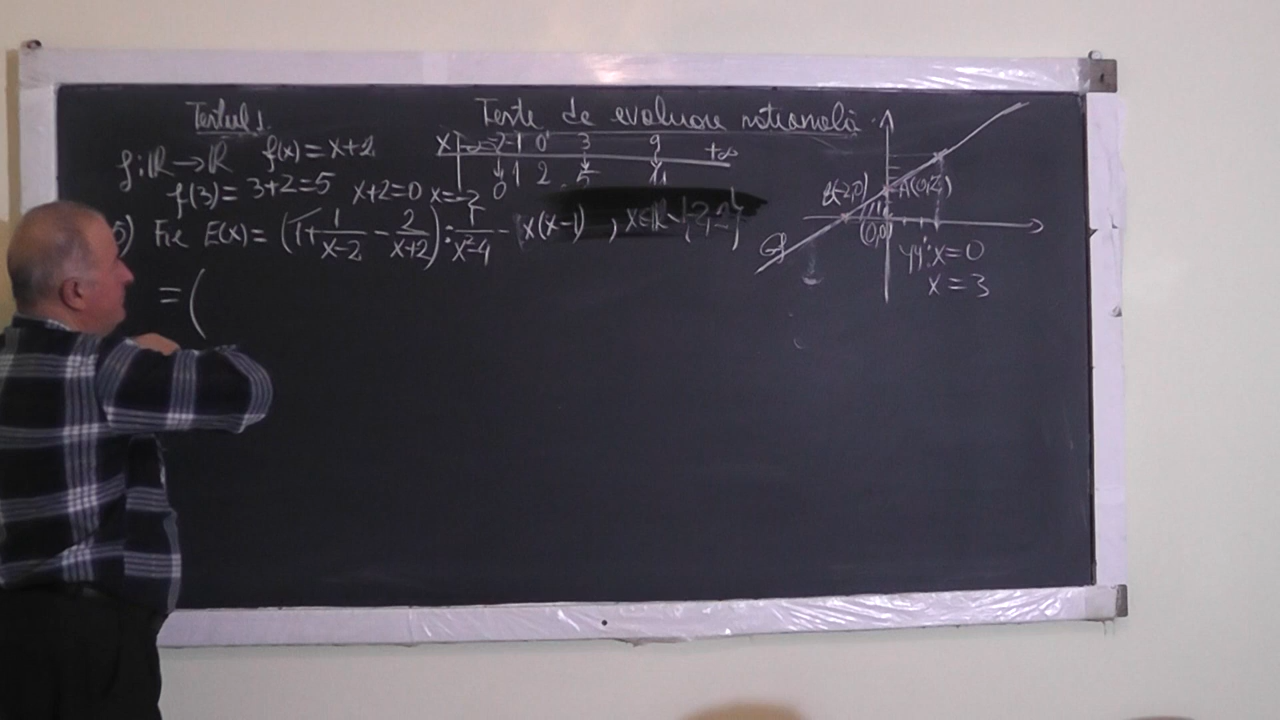 Testul 1.
Teste de evaluare națională
f:ℝ→ℝ f(x)=x+2
x -∞ -2 -1 0 3 9 +∞
0 1 2 5 11
f(3)=3+2=5 x+2=0 x=-2
5) Fie E(x)=(1+1/(x-2)-2/(x+2)):1/(x²-4)-x(x-1), x∈ℝ\{-2,2}
=(
(-2,0) A(0,2)
(0,0)
Gf
yy':x=0
x=3